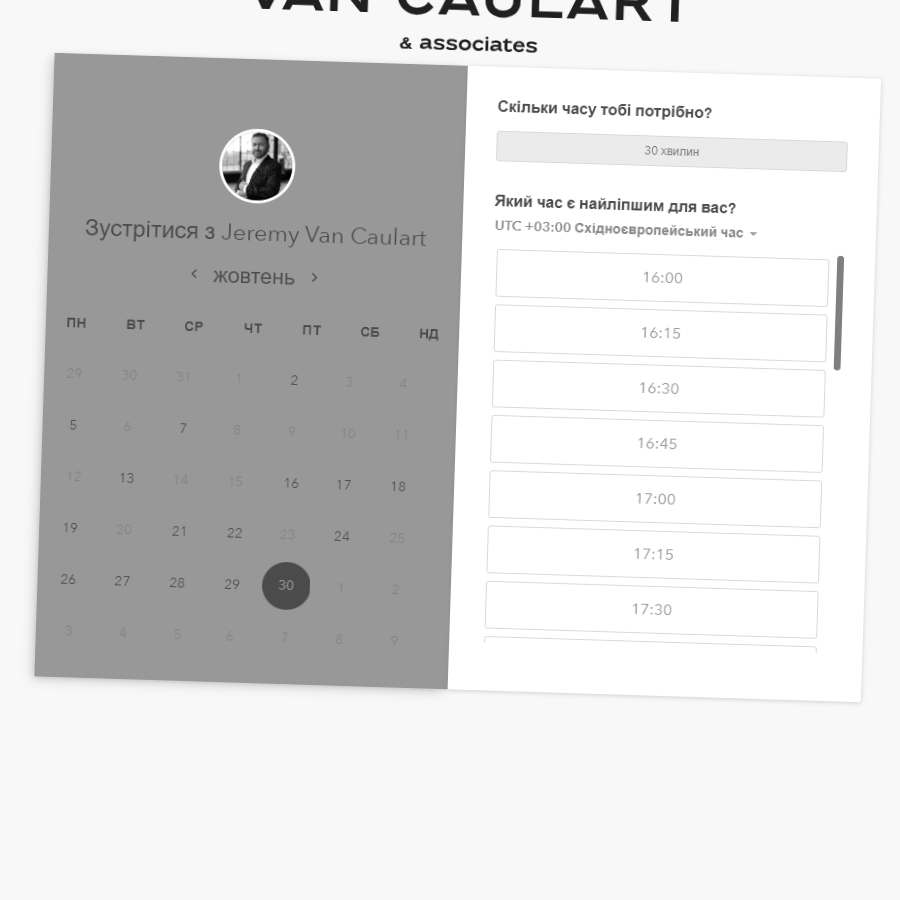 VAN CAULART
& associates
Зустрітися з Jeremy Van Caulart
жовтень
ПН ВТ СР ЧТ ПТ СБ НД
29 30 31 1 2 3 4
5 6 7 8 9 10 11
12 13 14 15 16 17 18
19 20 21 22 23 24 25
26 27 28 29 30 1 2
3 4 5 6 7 8 9
Скільки часу тобі потрібно?
30 хвилин
Який час є найліпшим для вас?
UTC +03:00 Східноєвропейський час
16:00
16:15
16:30
16:45
17:00
17:15
17:30